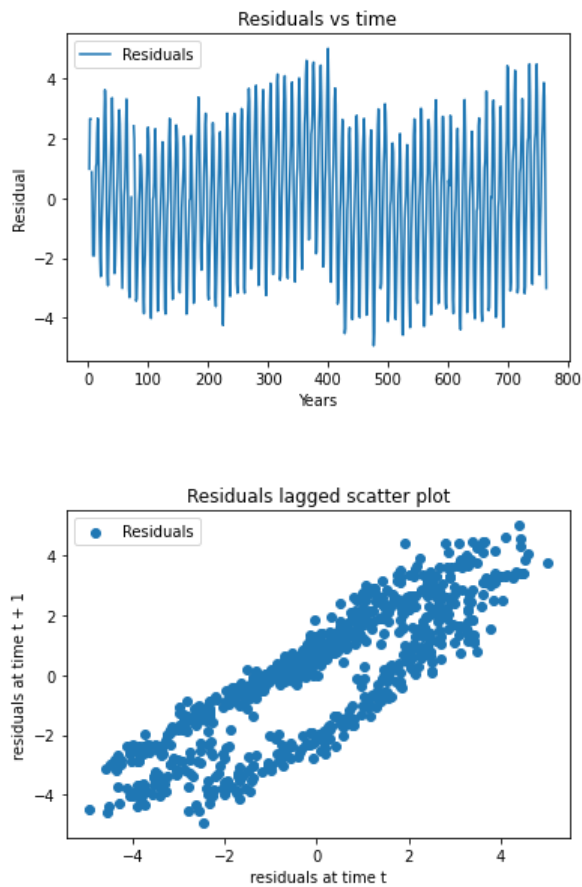 Residuals vs time
Residuals
4
2
0
−2
−4
Residual
0 100 200 300 400 500 600 700 800
Years
Residuals lagged scatter plot
Residuals
4
2
0
−2
−4
residuals at time t + 1
−4 −2 0 2 4
residuals at time t